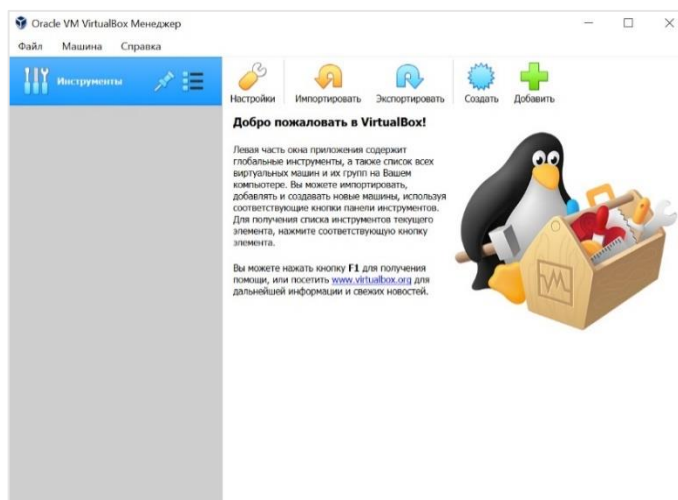 Oracle VM VirtualBox Менеджер
Файл Машина Справка
Инструменты
Настройки Импортировать Экспортировать Создать Добавить
Добро пожаловать в VirtualBox!
Левая часть окна приложения содержит
глобальные инструменты, а также список всех
виртуальных машин и их групп на Вашем
компьютере. Вы можете импортировать,
добавлять и создавать новые машины, используя
соответствующие кнопки панели инструментов.
Для получения списка инструментов текущего
элемента, нажмите соответствующую кнопку
элемента.
Вы можете нажать кнопку F1 для получения
помощи, или посетить www.virtualbox.org для
дальнейшей информации и свежих новостей.